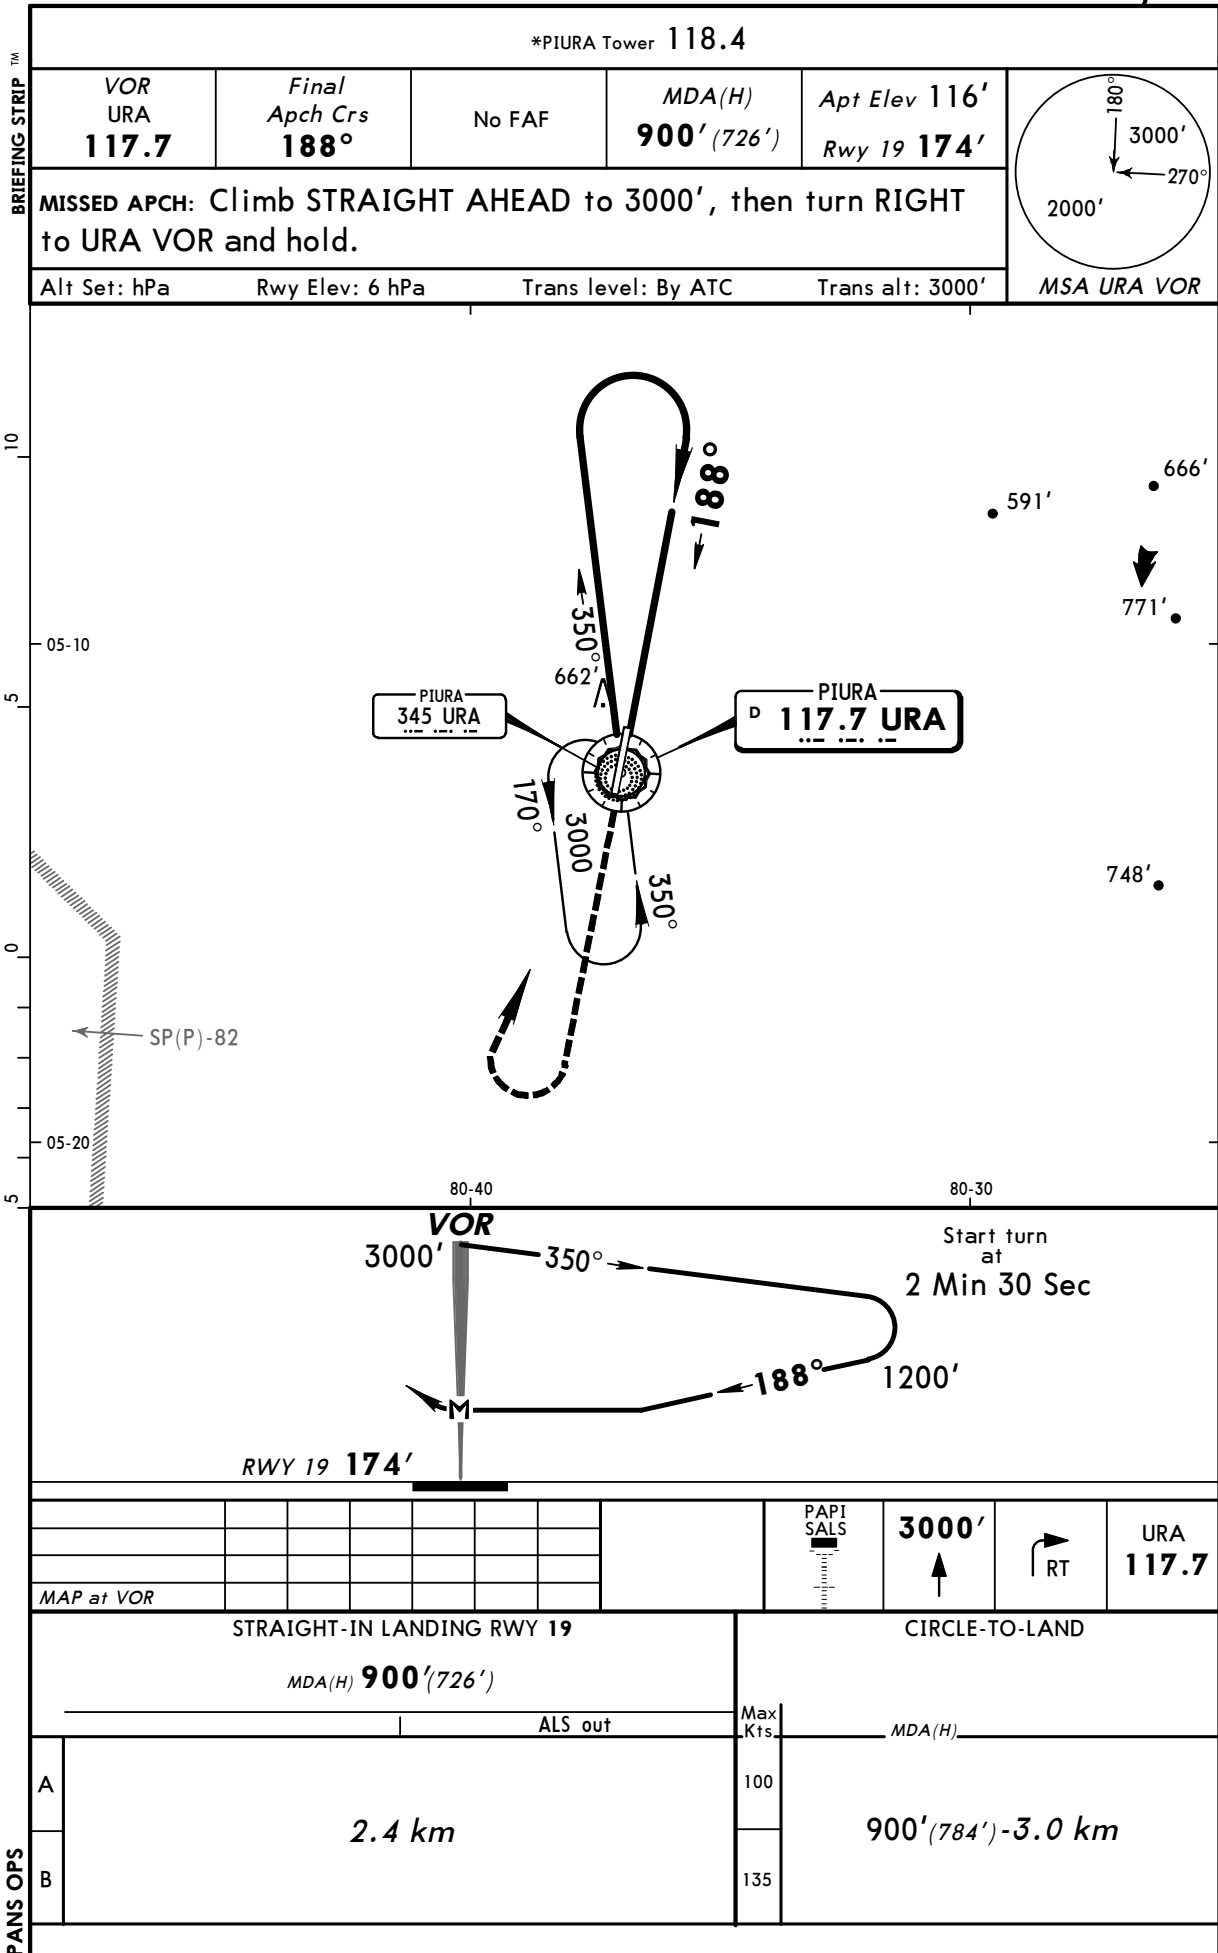 *PIURA Tower 118.4
BRIEFING STRIP TM
VOR
URA
117.7
Final
Apch Crs
188°
No FAF
MDA(H)
900' (726')
Apt Elev 116'
Rwy 19 174'
180°
3000'
270°
2000'
MSA URA VOR
MISSED APCH: Climb STRAIGHT AHEAD to 3000', then turn RIGHT
to URA VOR and hold.
Alt Set: hPa Rwy Elev: 6 hPa Trans level: By ATC Trans alt: 3000'
10
188°
666'
591'
771'
350°
05-10
662'
5
PIURA
345 URA
PIURA
D 117.7 URA
170°
3000
350°
748'
0
SP(P)-82
05-20
5
80-40
80-30
VOR
3000'
350°
Start turn
at
2 Min 30 Sec
188°
1200'
M
RWY 19 174'
MAP at VOR
PAPI
SALS
3000'
RT
URA
117.7
STRAIGHT-IN LANDING RWY 19
CIRCLE-TO-LAND
MDA(H) 900'(726')
ALS out
Max
Kts
MDA(H)
A
100
2.4 km
900'(784')-3.0 km
B
135
PANS OPS